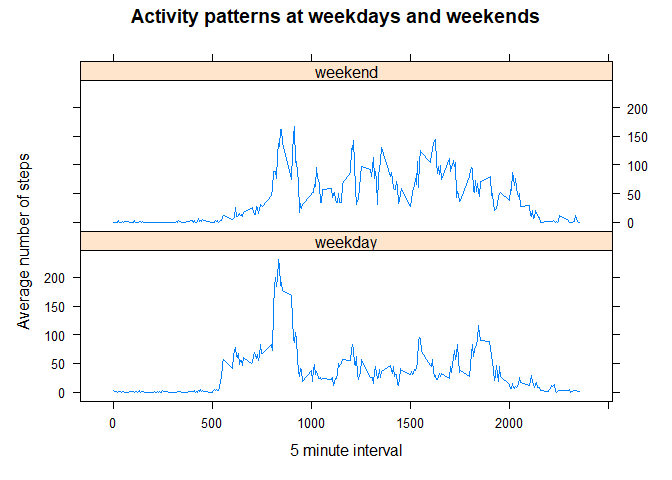 Activity patterns at weekdays and weekends
weekend
200
150
100
50
0
Average number of steps
weekday
200
150
100
50
0
0 500 1000 1500 2000
5 minute interval